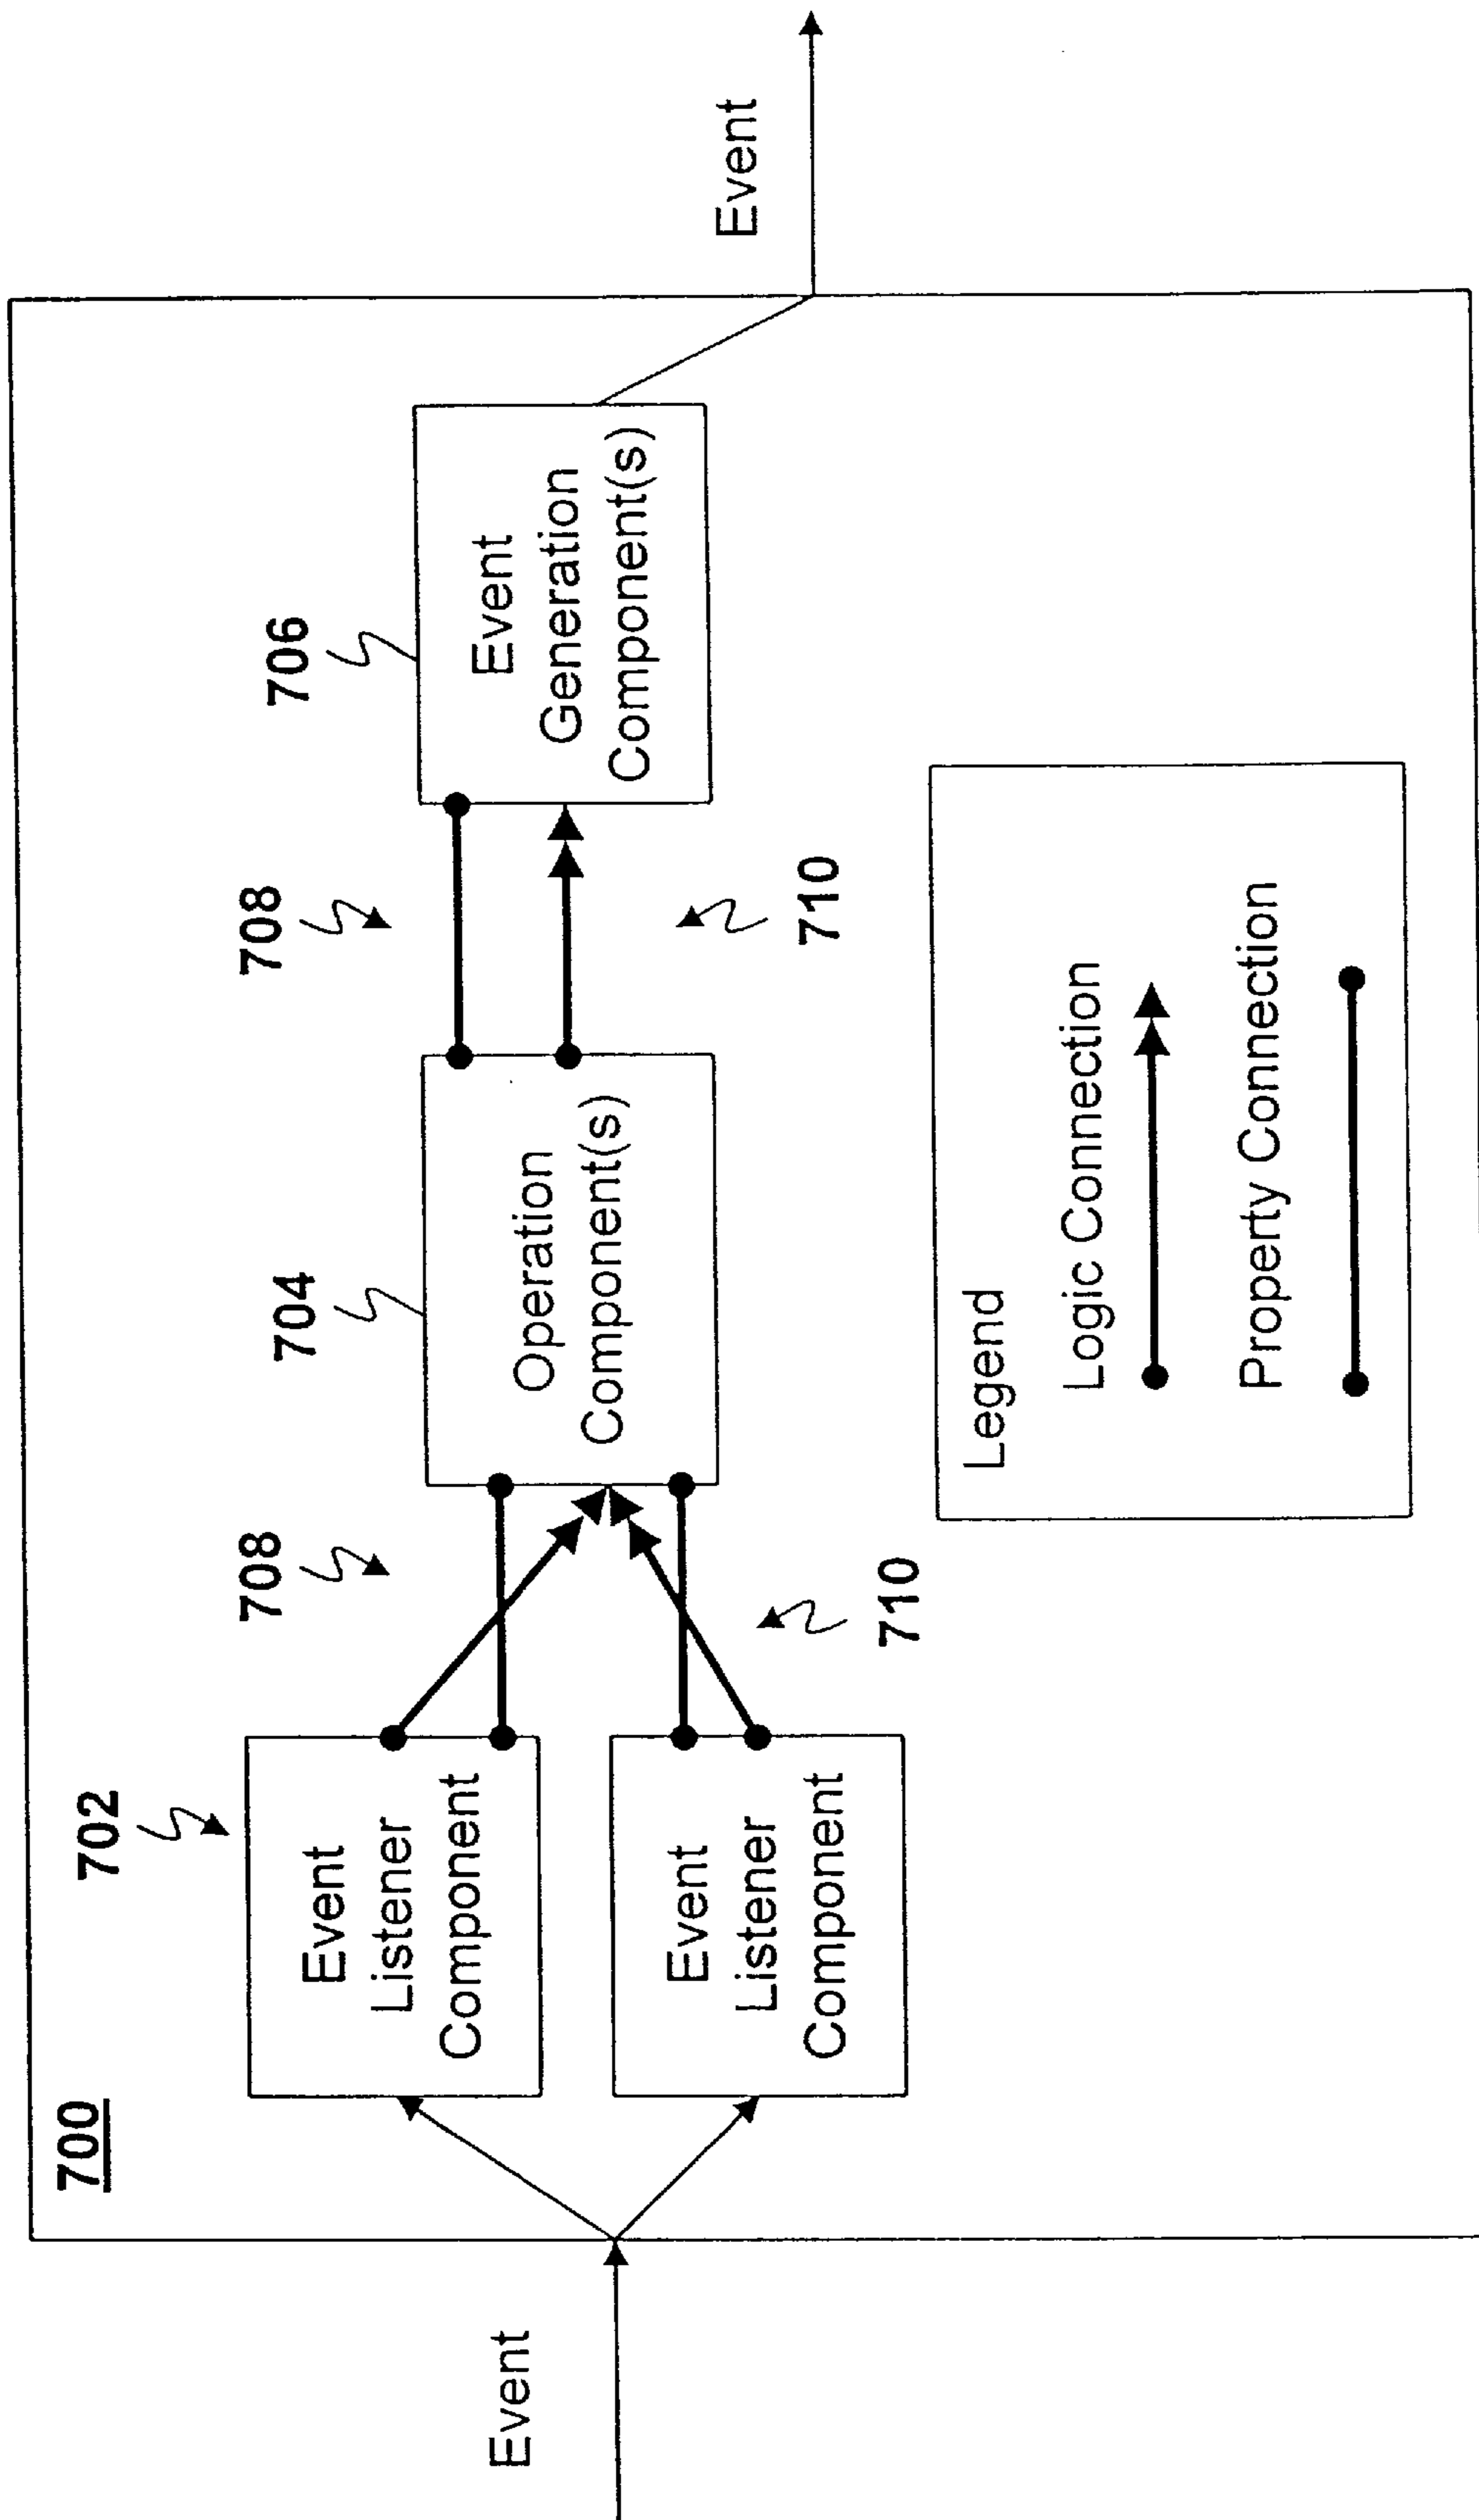 700
702
Event
Listener
Component
Event
Listener
Component
Event
708
710
704
Operation
Component(s)
708
710
706
Event
Generation
Component(s)
Event
Legend
Logic Connection
Property Connection